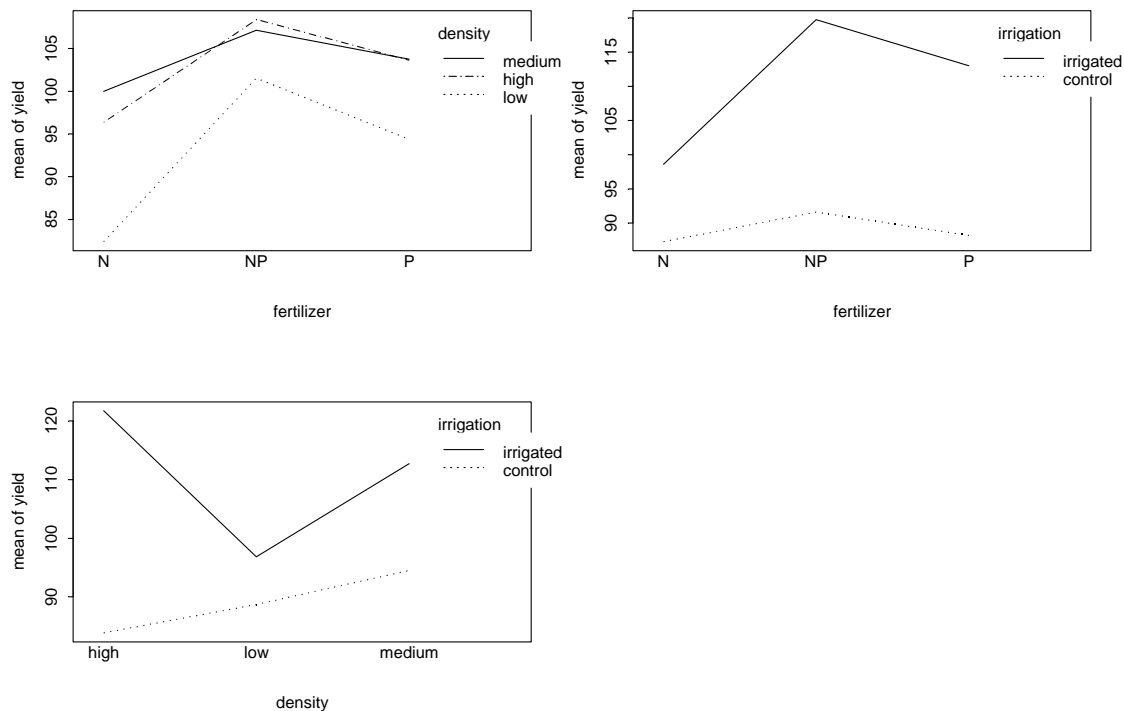 mean of yield
85 90 95 100 105
density
medium
high
low
N NP P
fertilizer
mean of yield
90 95 105 115
irrigation
irrigated
control
N NP P
fertilizer
mean of yield
90 100 110 120
irrigation
irrigated
control
high low medium
density